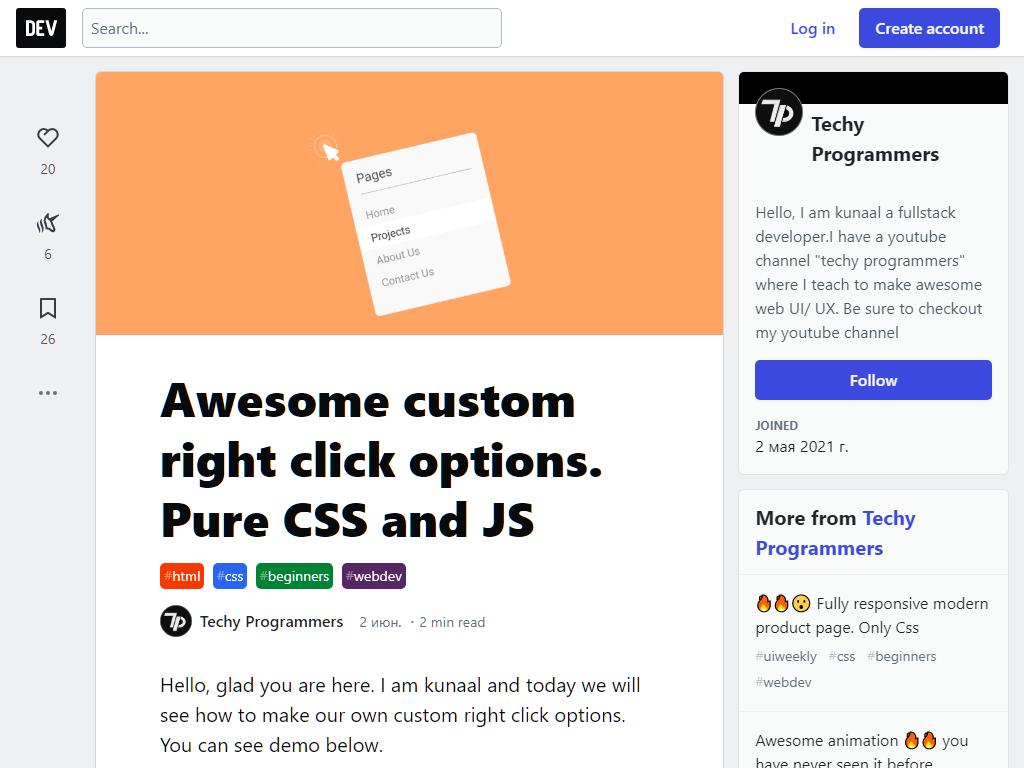 DEV
Search...
Log in
Create account
20
6
26
Pages
Home
Projects
About Us
Contact Us
Awesome custom
right click options.
Pure CSS and JS
#html #css #beginners #webdev
Techy Programmers 2 июн. · 2 min read
Hello, glad you are here. I am kunaal and today we will
see how to make our own custom right click options.
You can see demo below.
Techy
Programmers
Hello, I am kunaal a fullstack
developer.I have a youtube
channel "techy programmers"
where I teach to make awesome
web UI/ UX. Be sure to checkout
my youtube channel
Follow
JOINED
2 мая 2021 г.
More from Techy
Programmers
🔥🔥😮 Fully responsive modern
product page. Only Css
#uiweekly #css #beginners
#webdev
Awesome animation 🔥🔥 you
have never seen it before